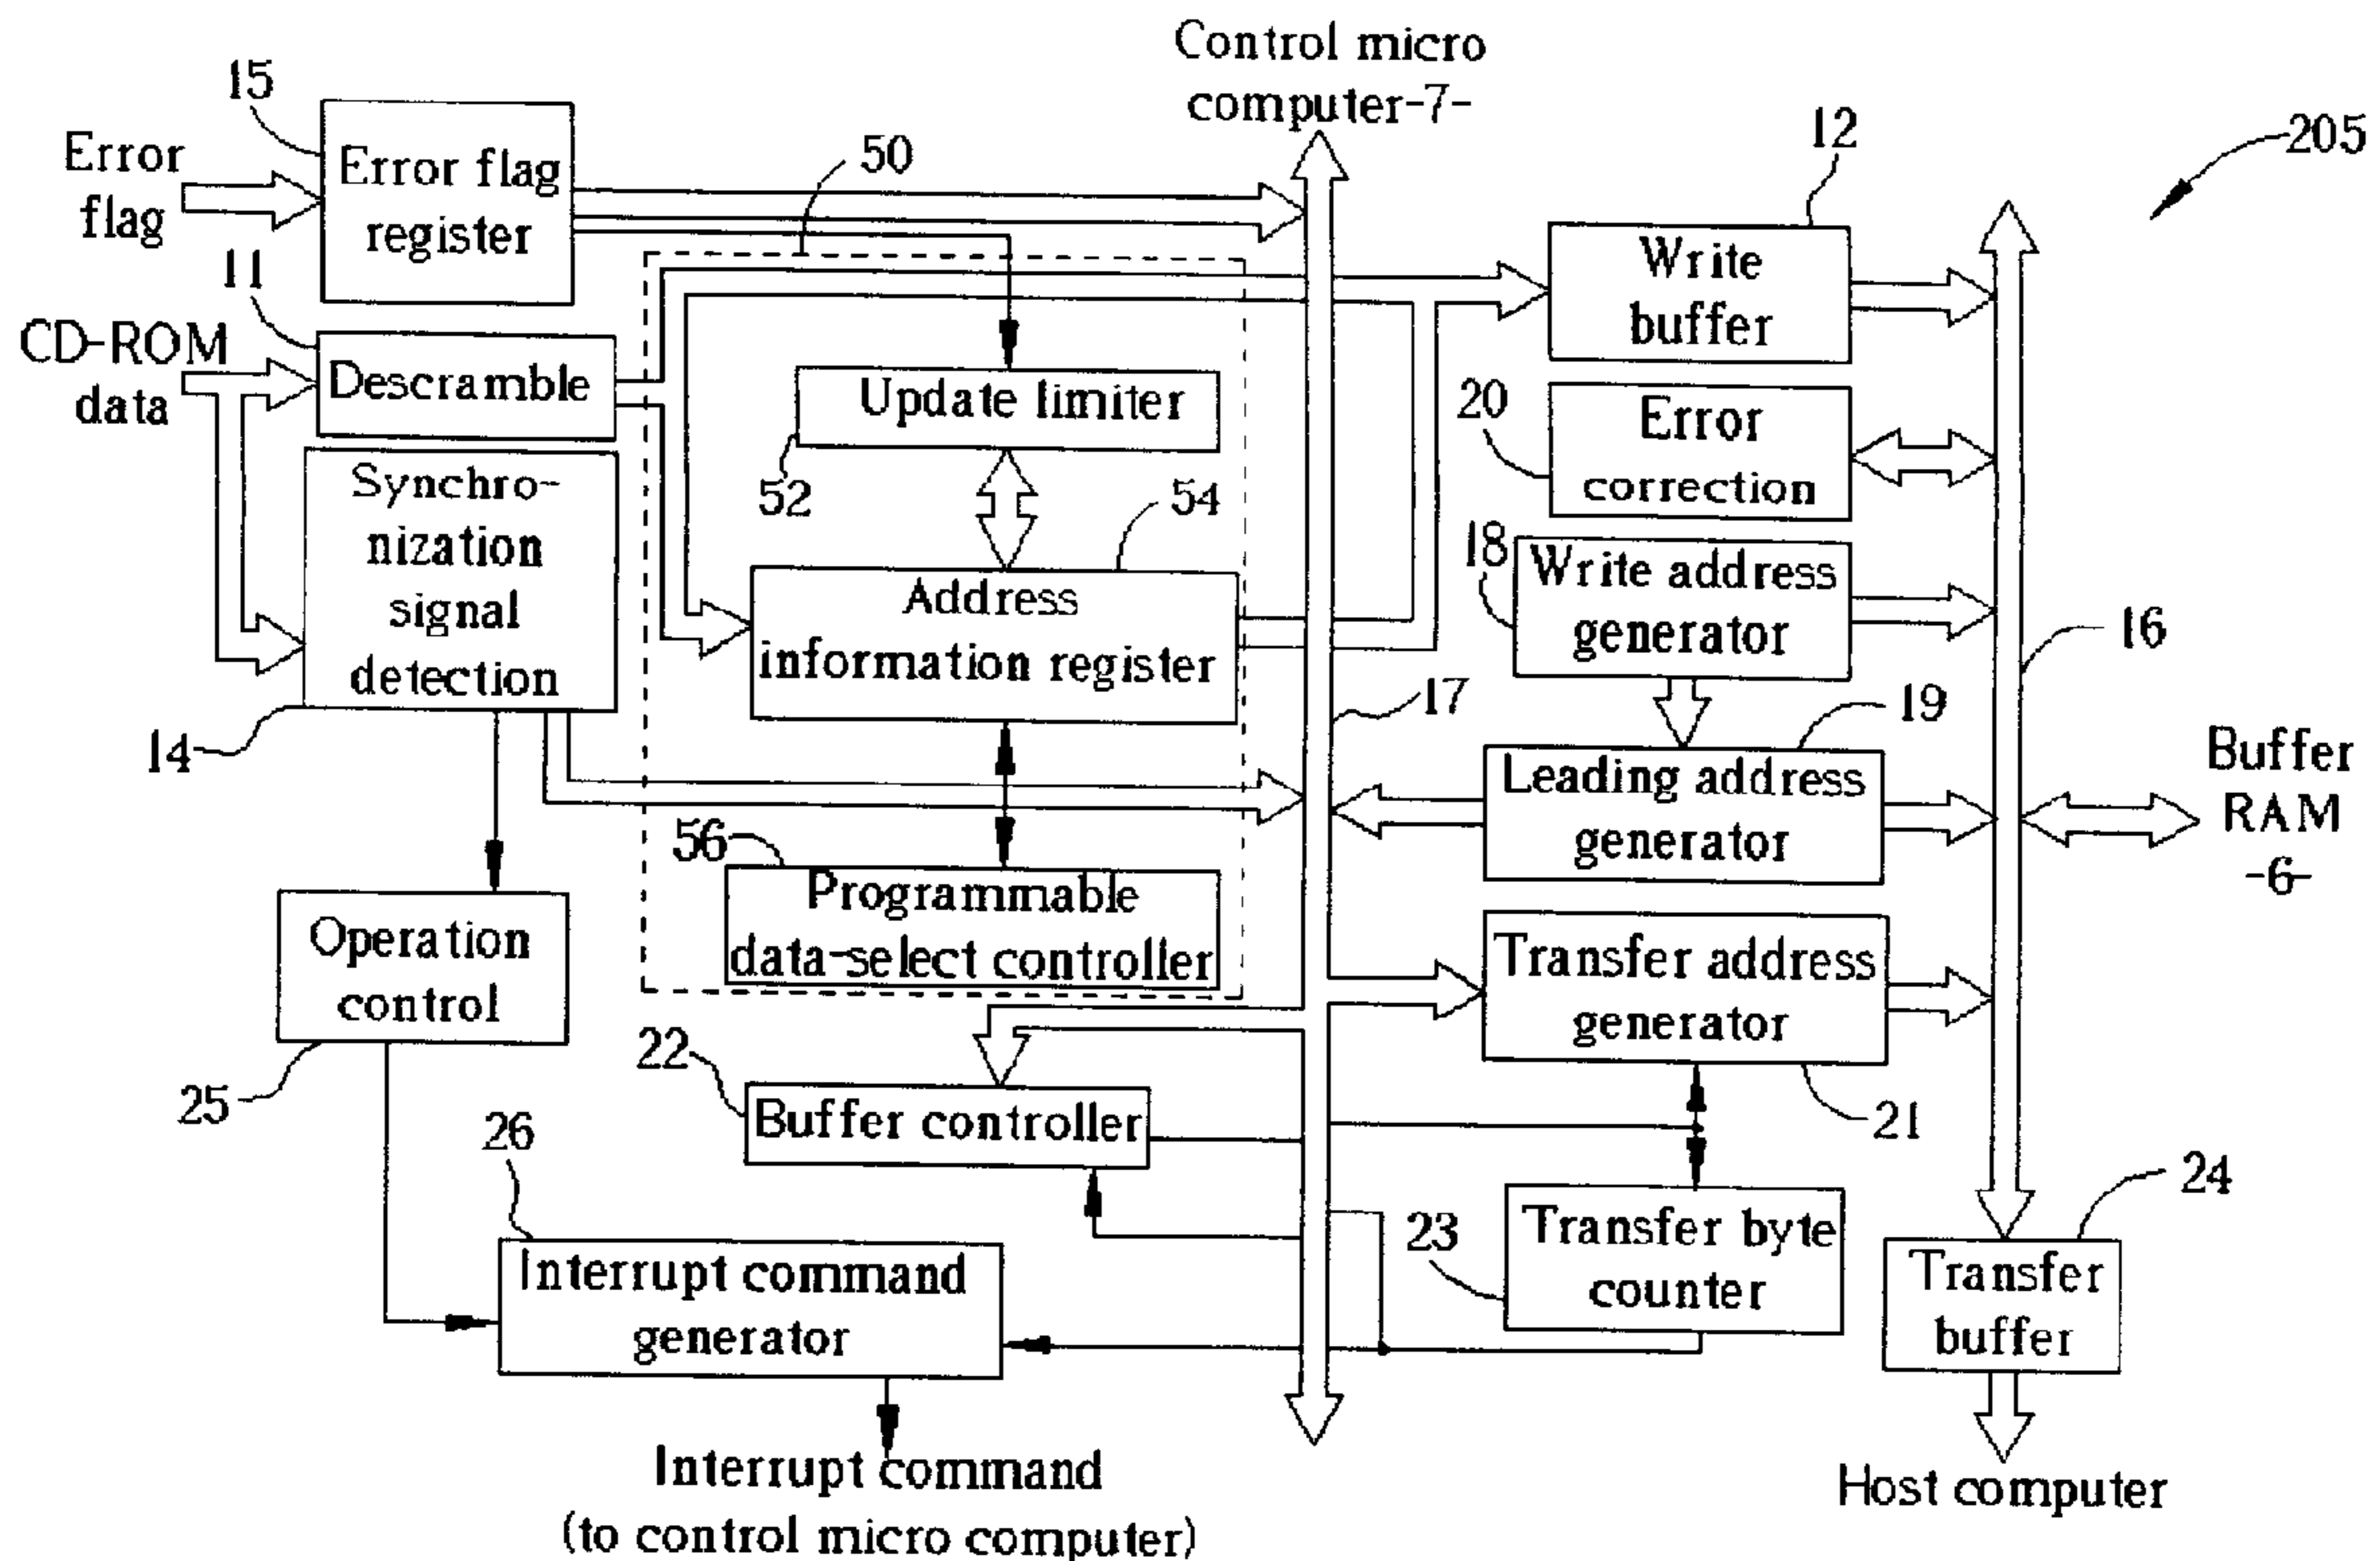 Control micro
computer-7-
15
Error
flag
Error flag
register
50
12
205
Write
buffer
11
CD-ROM
data
Descramble
Update limiter
52
20
Error
correction
Synchro-
nization
signal
detection
14
54
Address
information register
18
Write address
generator
16
17
19
Leading address
generator
Buffer
RAM
-6-
56
Programmable
data-select controller
Operation
control
25
Transfer address
generator
21
22
Buffer controller
26
Interrupt command
generator
23
Transfer byte
counter
24
Transfer
buffer
Interrupt command
(to control micro computer)
Host computer